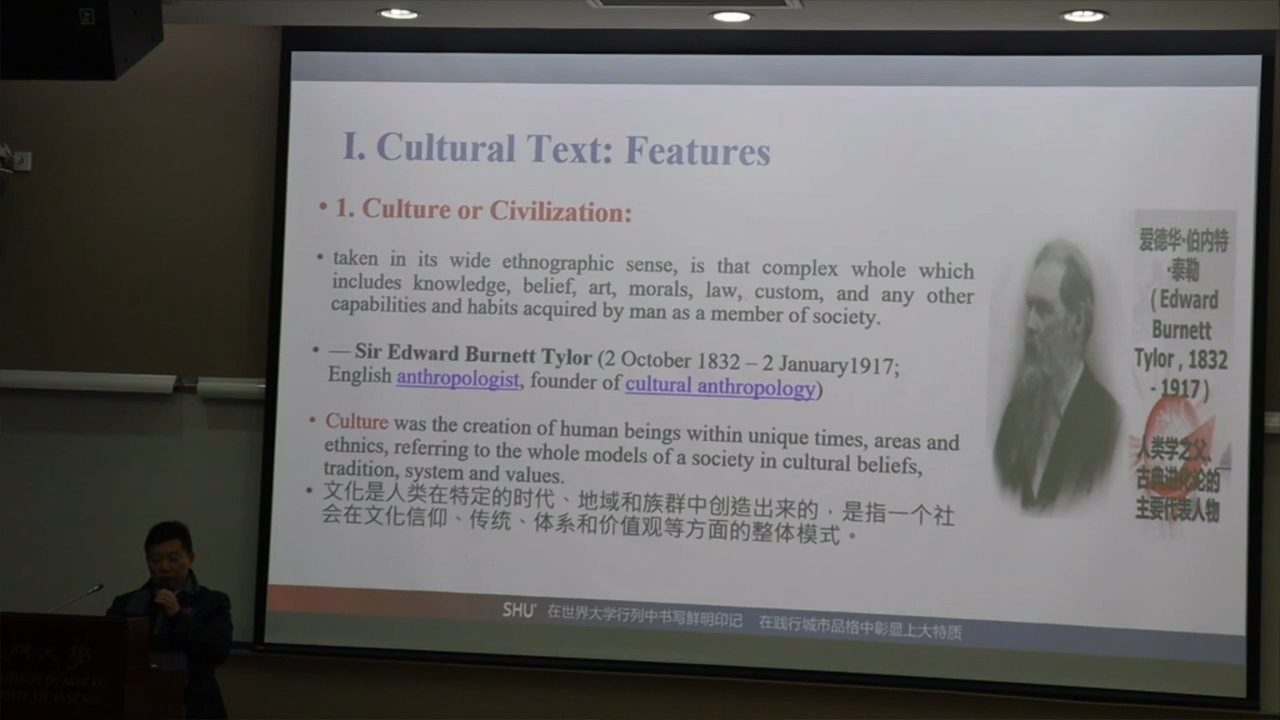 I. Cultural Text: Features
• 1. Culture or Civilization:
• taken in its wide ethnographic sense, is that complex whole which
includes knowledge, belief, art, morals, law, custom, and any other
capabilities and habits acquired by man as a member of society.
• — Sir Edward Burnett Tylor (2 October 1832 – 2 January1917;
English anthropologist, founder of cultural anthropology)
• Culture was the creation of human beings within unique times, areas and
ethnics, referring to the whole models of a society in cultural beliefs,
tradition, system and values.
• 文化是人类在特定的时代、地域和族群中创造出来的，是指一个社
会在文化信仰、传统、体系和价值观等方面的整体模式。
爱德华·伯内特
·泰勒
( Edward
Burnett
Tylor , 1832
- 1917 )
人类学之父、
古典进化论的
主要代表人物
SHU 在世界大学行列中书写鲜明印记 在践行城市品格中彰显上大特质
門大學
OF MACAU